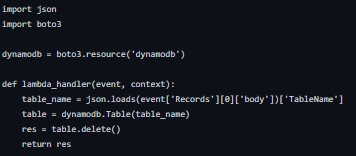 import json
import boto3

dynamodb = boto3.resource('dynamodb')

def lambda_handler(event, context):
    table_name = json.loads(event['Records'][0]['body'])['TableName']
    table = dynamodb.Table(table_name)
    res = table.delete()
    return res